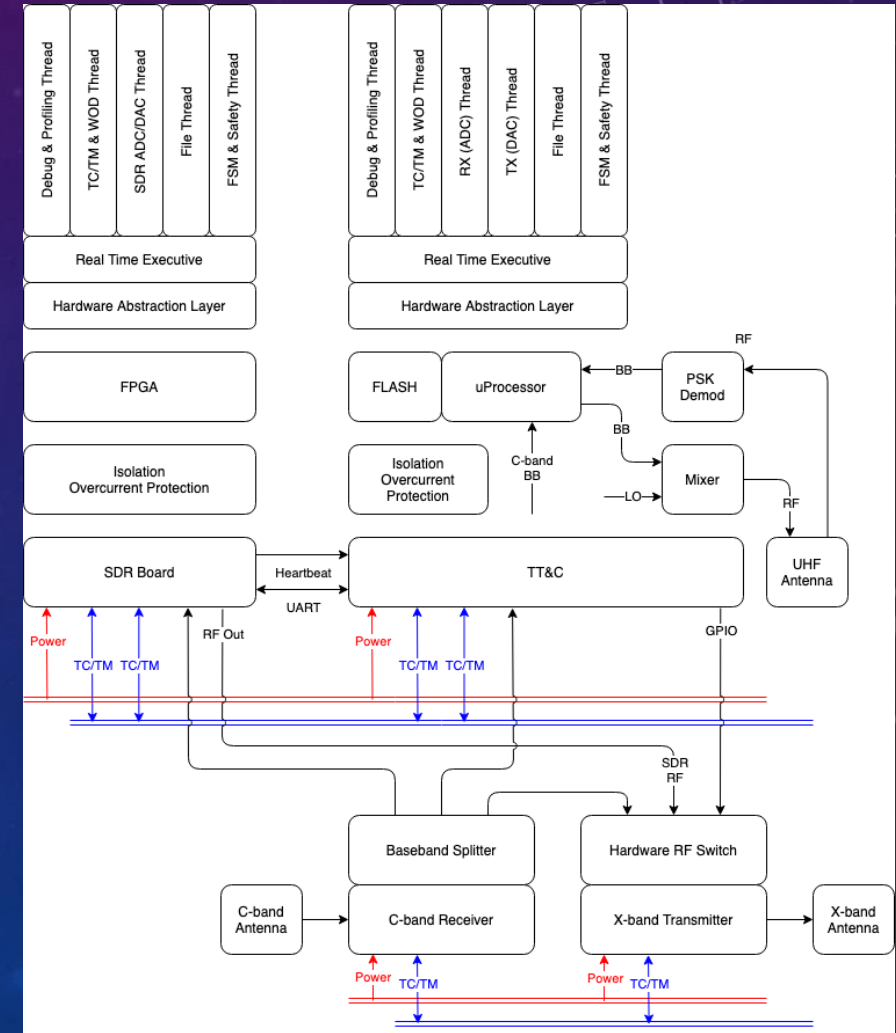 Debug & Profiling Thread
TC/TM & WOD Thread
SDR ADC/DAC Thread
File Thread
FSM & Safety Thread
Debug & Profiling Thread
TC/TM & WOD Thread
RX (ADC) Thread
TX (DAC) Thread
File Thread
FSM & Safety Thread
Real Time Executive
Real Time Executive
Hardware Abstraction Layer
Hardware Abstraction Layer
RF
FPGA
FLASH
uProcessor
BB
PSK
Demod
BB
Isolation
Overcurrent Protection
Isolation
Overcurrent
Protection
C-band
BB
LO
Mixer
RF
SDR Board
Heartbeat
UART
TT&C
UHF
Antenna
Power
TC/TM
TC/TM
RF Out
Power
TC/TM
TC/TM
GPIO
SDR
RF
Baseband Splitter
Hardware RF Switch
C-band
Antenna
C-band Receiver
X-band Transmitter
X-band
Antenna
Power
TC/TM
Power
TC/TM